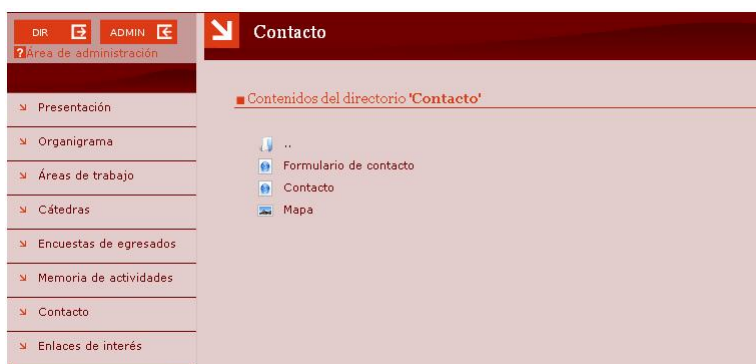 DIR ADMIN
?Área de administración
Contacto
Presentación
Organigrama
Áreas de trabajo
Cátedras
Encuestas de egresados
Memoria de actividades
Contacto
Enlaces de interés
Contenidos del directorio 'Contacto'
..
Formulario de contacto
Contacto
Mapa